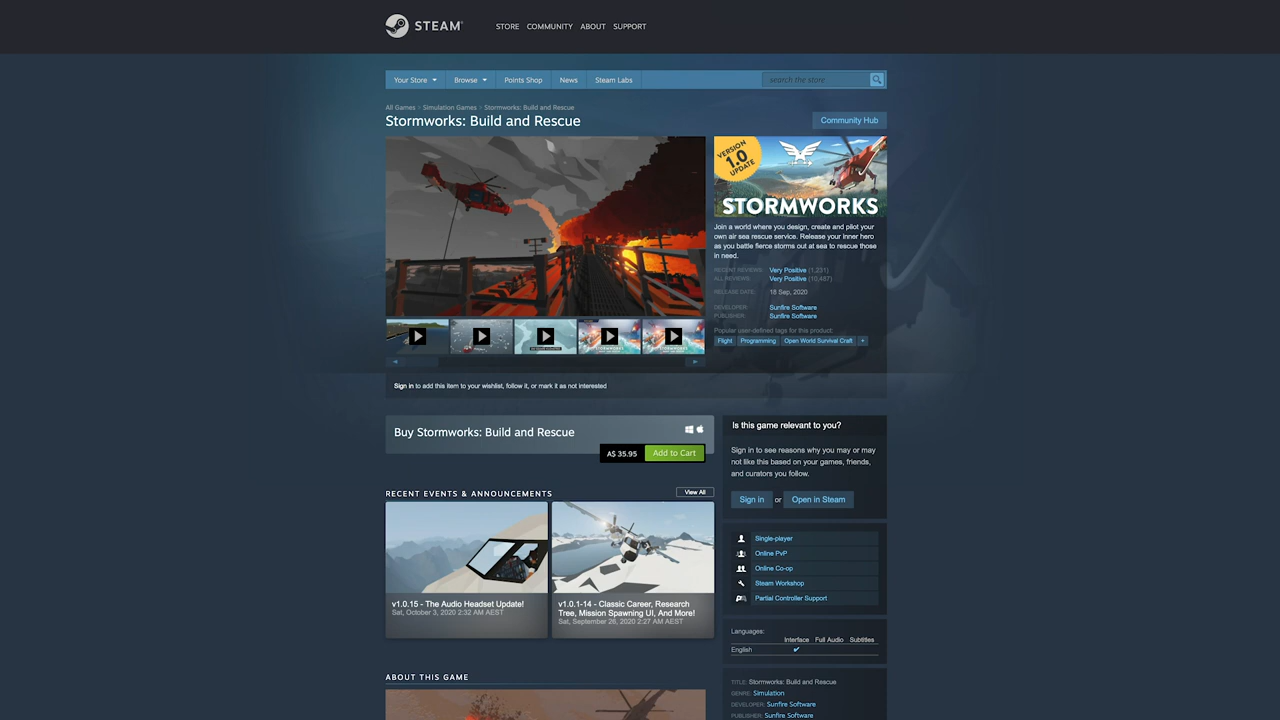 STEAM
STORE COMMUNITY ABOUT SUPPORT
Your Store Browse Points Shop News Steam Labs
search the store
All Games > Simulation Games > Stormworks: Build and Rescue
Stormworks: Build and Rescue
Community Hub
VERSION
1.0
UPDATE
STORMWORKS
Join a world where you design, create and pilot your
own air sea rescue service. Release your inner hero
as you battle fierce storms out at sea to rescue those
in need.
RECENT REVIEWS: Very Positive (1,231)
ALL REVIEWS: Very Positive (10,487)
RELEASE DATE: 18 Sep, 2020
DEVELOPER: Sunfire Software
PUBLISHER: Sunfire Software
Popular user-defined tags for this product:
Flight Programming Open World Survival Craft +
Sign in to add this item to your wishlist, follow it, or mark it as not interested
Buy Stormworks: Build and Rescue
A$ 35.95 Add to Cart
RECENT EVENTS & ANNOUNCEMENTS
View All
v1.0.15 - The Audio Headset Update!
Sat, October 3, 2020 2:32 AM AEST
v1.0.1-14 - Classic Career, Research
Tree, Mission Spawning UI, And More!
Sat, September 26, 2020 2:27 AM AEST
ABOUT THIS GAME
Is this game relevant to you?
Sign in to see reasons why you may or may
not like this based on your games, friends,
and curators you follow.
Sign in or Open in Steam
Single-player
Online PvP
Online Co-op
Steam Workshop
Partial Controller Support
Languages:
Interface Full Audio Subtitles
English ✔
TITLE: Stormworks: Build and Rescue
GENRE: Simulation
DEVELOPER: Sunfire Software
PUBLISHER: Sunfire Software